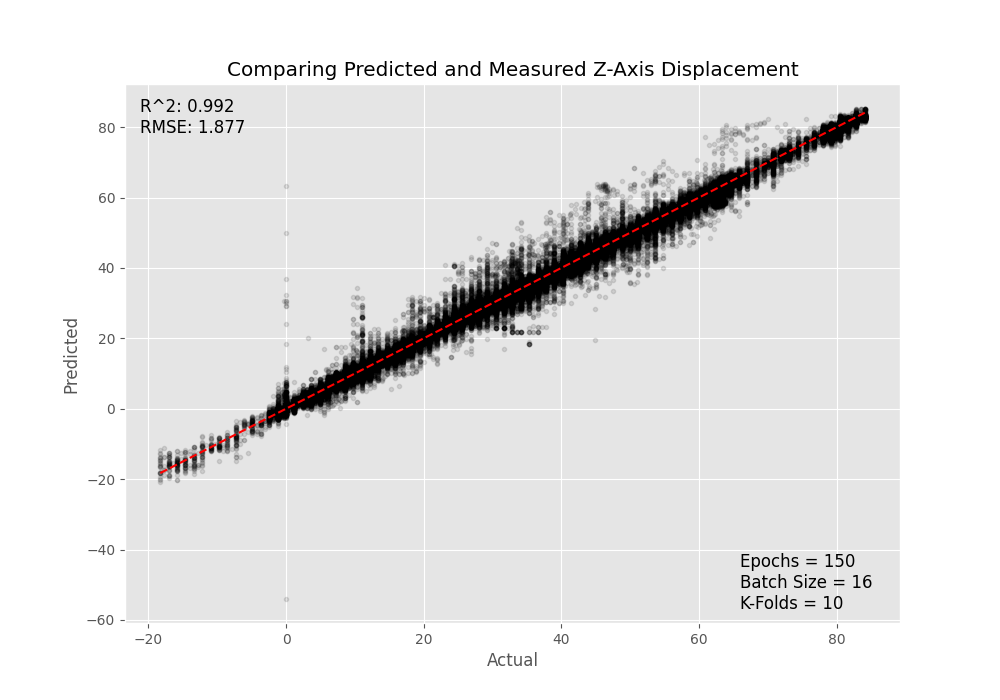 Comparing Predicted and Measured Z-Axis Displacement
R^2: 0.992
RMSE: 1.877
80
60
40
20
0
−20
−40
−60
Predicted
Epochs = 150
Batch Size = 16
K-Folds = 10
−20 0 20 40 60 80
Actual